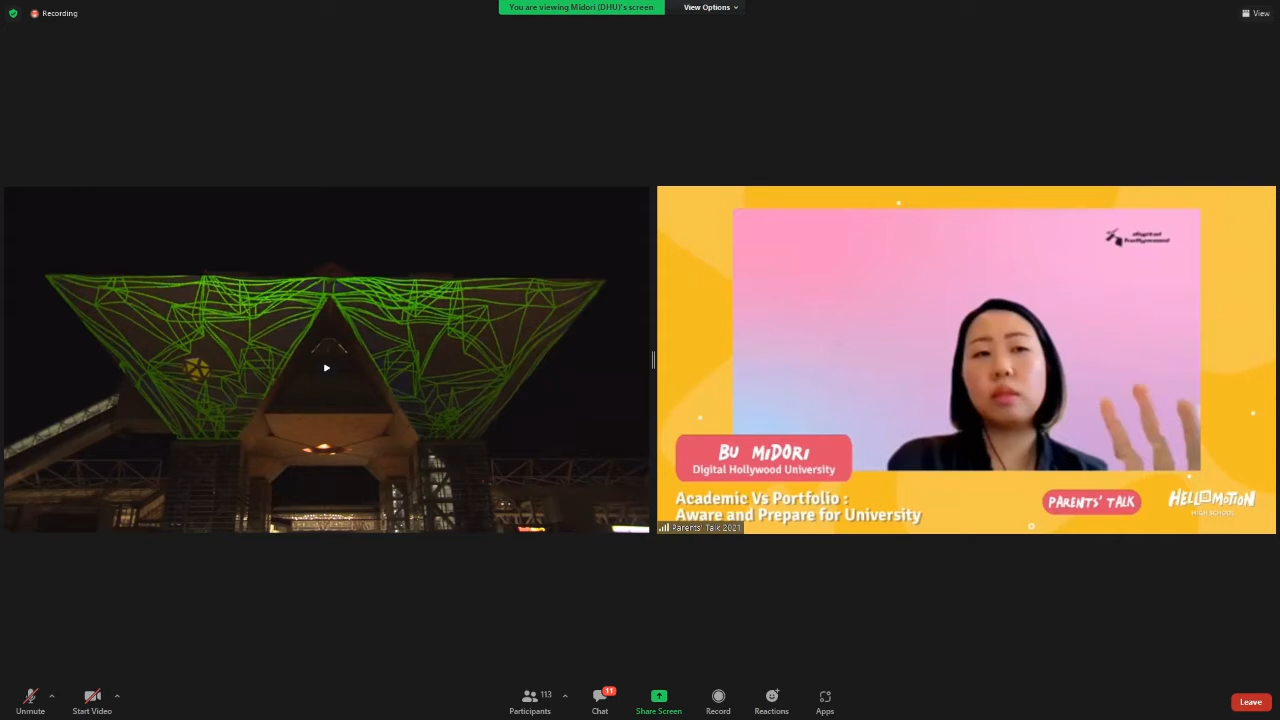 Recording
You are viewing Midori (DHU)'s screen
View Options
View
digital
hollywood
BU MIDORI
Digital Hollywood University
Academic Vs Portfolio :
Aware and Prepare for University
PARENTS' TALK
HELLOMOTION
HIGH SCHOOL
Parents' Talk 2021
Unmute
Start Video
113
Participants
11
Chat
Share Screen
Record
Reactions
Apps
Leave